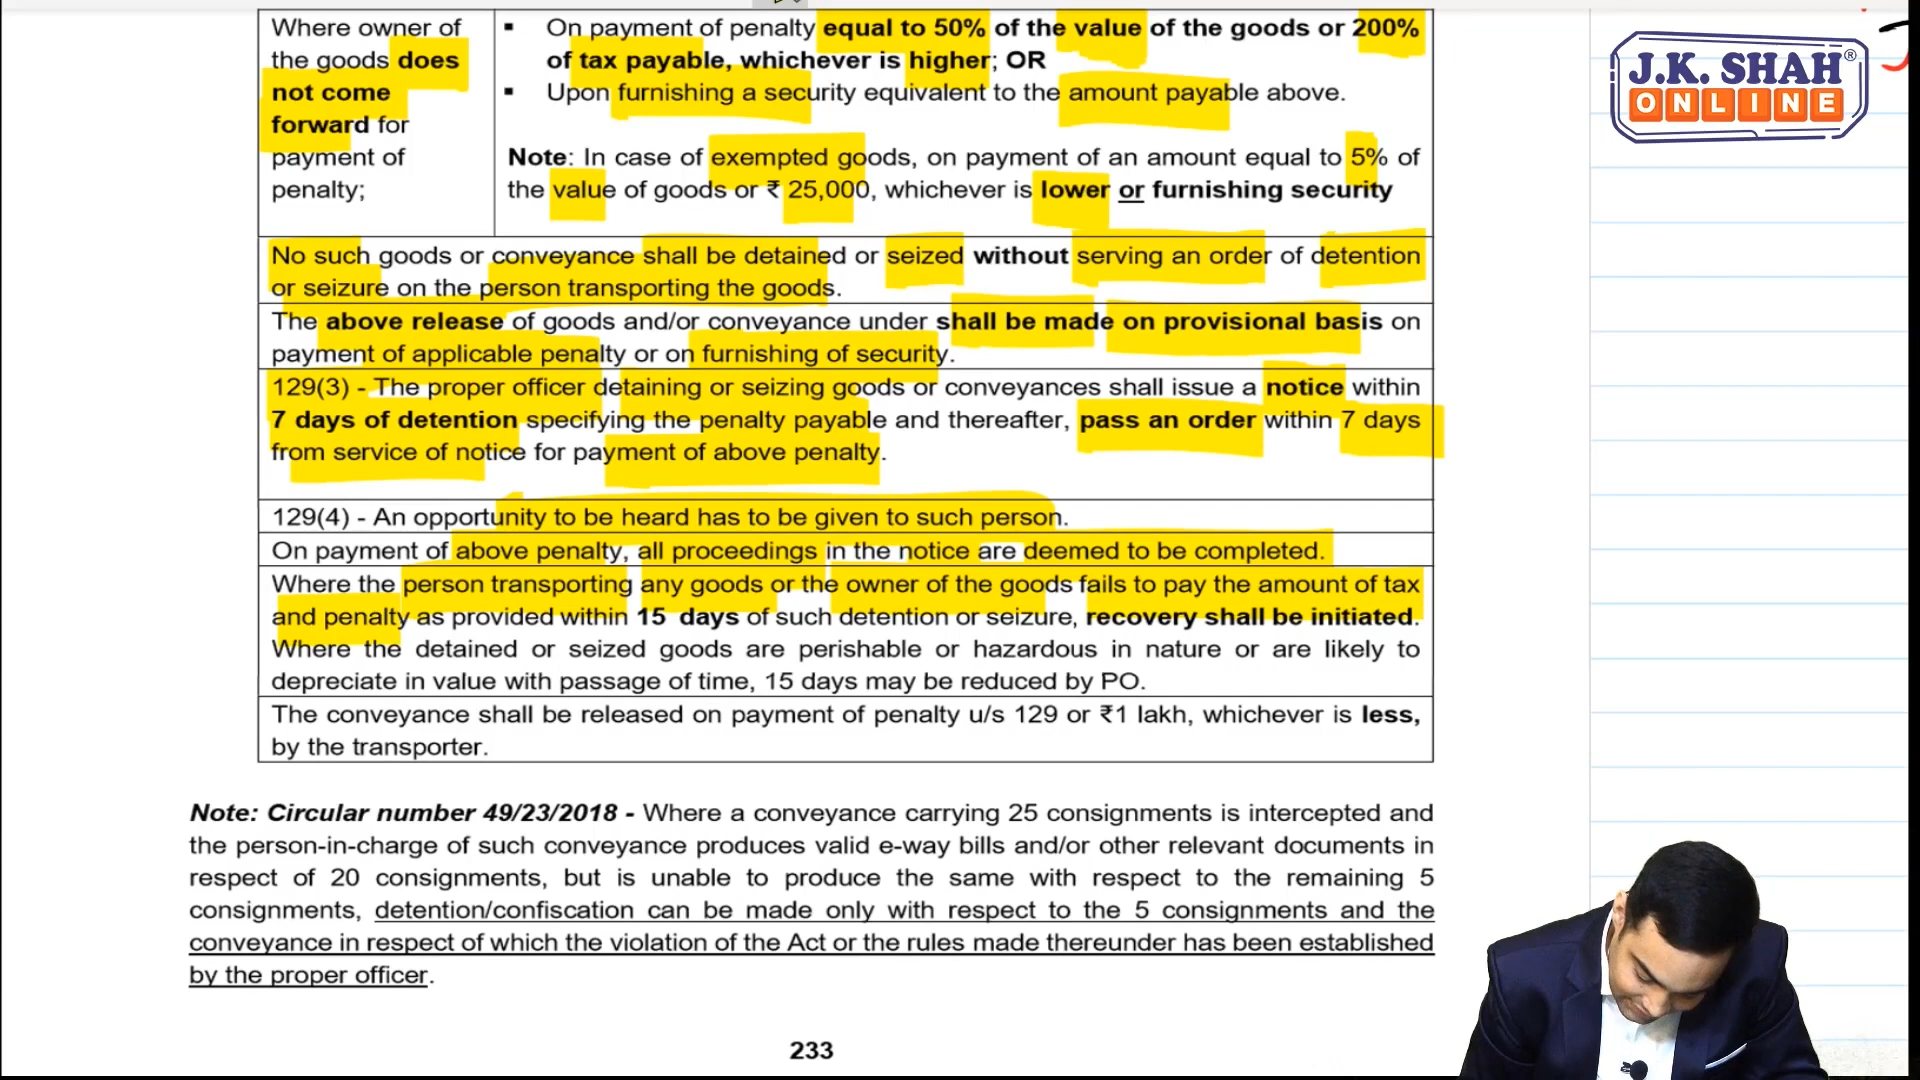 Where owner of
the goods does
not come
forward for
payment of
penalty;
▪ On payment of penalty equal to 50% of the value of the goods or 200%
of tax payable, whichever is higher; OR
▪ Upon furnishing a security equivalent to the amount payable above.
Note: In case of exempted goods, on payment of an amount equal to 5% of
the value of goods or ₹ 25,000, whichever is lower or furnishing security
No such goods or conveyance shall be detained or seized without serving an order of detention
or seizure on the person transporting the goods.
The above release of goods and/or conveyance under shall be made on provisional basis on
payment of applicable penalty or on furnishing of security.
129(3) - The proper officer detaining or seizing goods or conveyances shall issue a notice within
7 days of detention specifying the penalty payable and thereafter, pass an order within 7 days
from service of notice for payment of above penalty.
129(4) - An opportunity to be heard has to be given to such person.
On payment of above penalty, all proceedings in the notice are deemed to be completed.
Where the person transporting any goods or the owner of the goods fails to pay the amount of tax
and penalty as provided within 15 days of such detention or seizure, recovery shall be initiated.
Where the detained or seized goods are perishable or hazardous in nature or are likely to
depreciate in value with passage of time, 15 days may be reduced by PO.
The conveyance shall be released on payment of penalty u/s 129 or ₹1 lakh, whichever is less,
by the transporter.
Note: Circular number 49/23/2018 - Where a conveyance carrying 25 consignments is intercepted and
the person-in-charge of such conveyance produces valid e-way bills and/or other relevant documents in
respect of 20 consignments, but is unable to produce the same with respect to the remaining 5
consignments, detention/confiscation can be made only with respect to the 5 consignments and the
conveyance in respect of which the violation of the Act or the rules made thereunder has been established
by the proper officer.
233
J.K. SHAH®
ONLINE